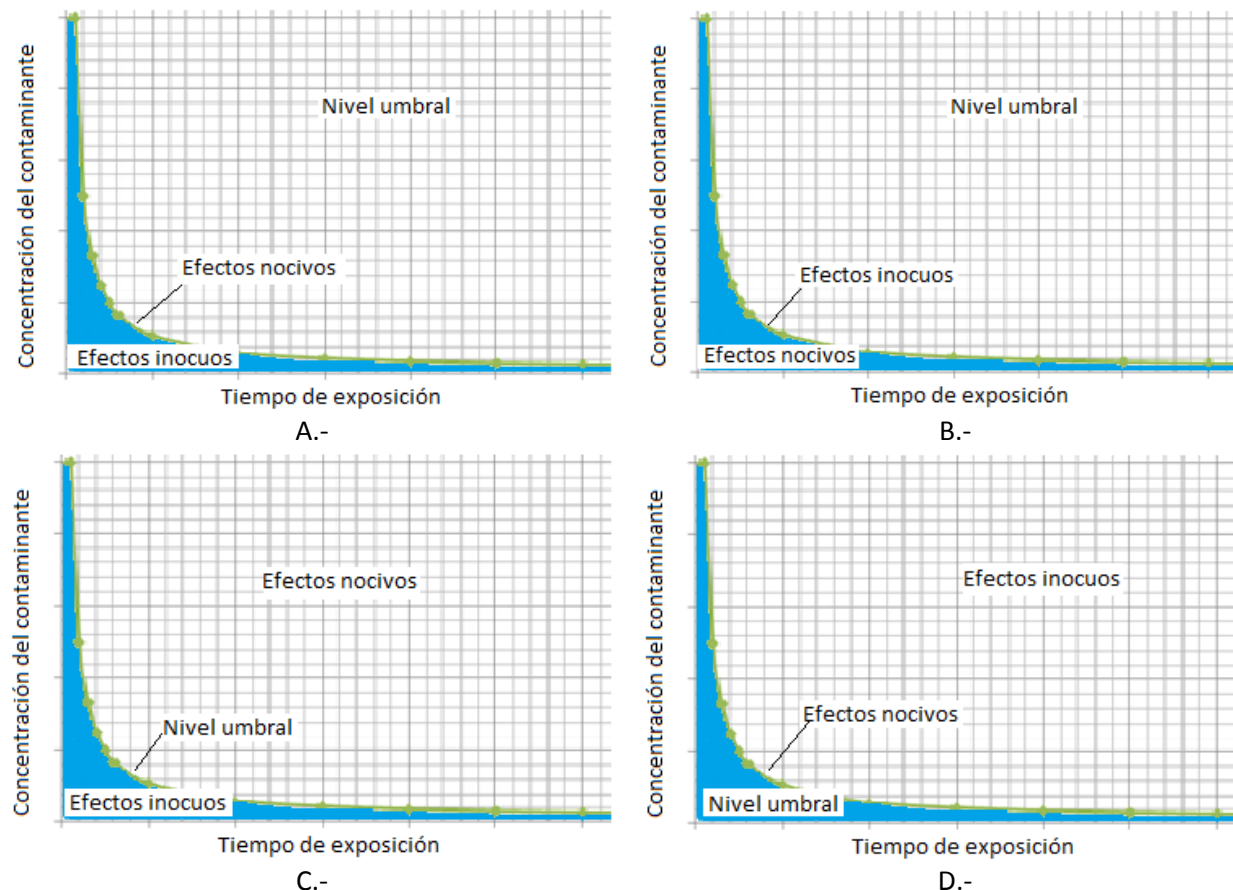 Concentración del contaminante
Nivel umbral
Efectos nocivos
Efectos inocuos
Tiempo de exposición
A.-
Concentración del contaminante
Nivel umbral
Efectos inocuos
Efectos nocivos
Tiempo de exposición
B.-
Concentración del contaminante
Efectos nocivos
Nivel umbral
Efectos inocuos
Tiempo de exposición
C.-
Concentración del contaminante
Efectos inocuos
Efectos nocivos
Nivel umbral
Tiempo de exposición
D.-